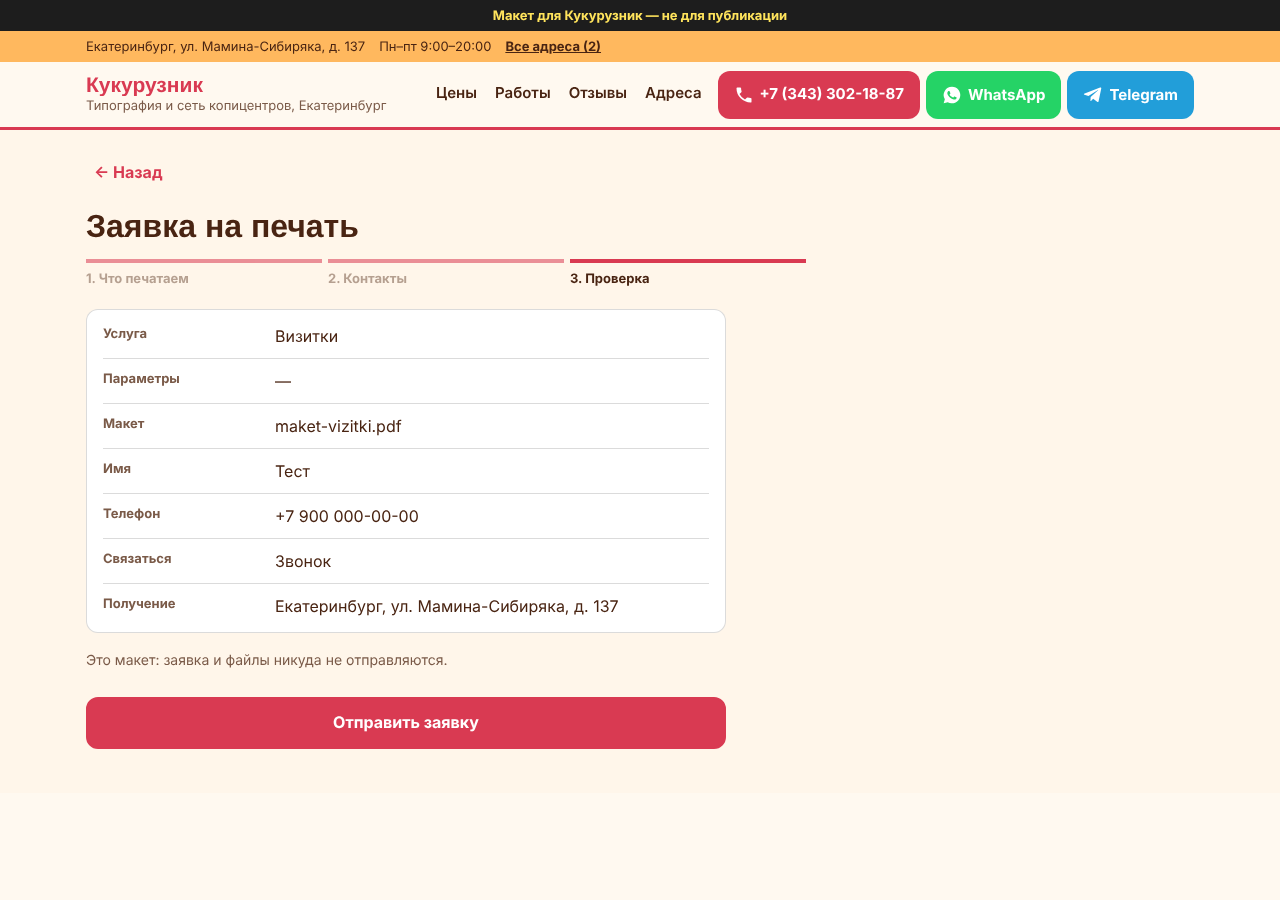 Макет для Кукурузник — не для публикации
Екатеринбург, ул. Мамина-Сибиряка, д. 137 Пн–пт 9:00–20:00 Все адреса (2)
Кукурузник
Типография и сеть копицентров, Екатеринбург
Цены Работы Отзывы Адреса +7 (343) 302-18-87 WhatsApp Telegram
← Назад
Заявка на печать
1. Что печатаем 2. Контакты 3. Проверка
Услуга Визитки
Параметры —
Макет maket-vizitki.pdf
Имя Тест
Телефон +7 900 000-00-00
Связаться Звонок
Получение Екатеринбург, ул. Мамина-Сибиряка, д. 137
Это макет: заявка и файлы никуда не отправляются.
Отправить заявку